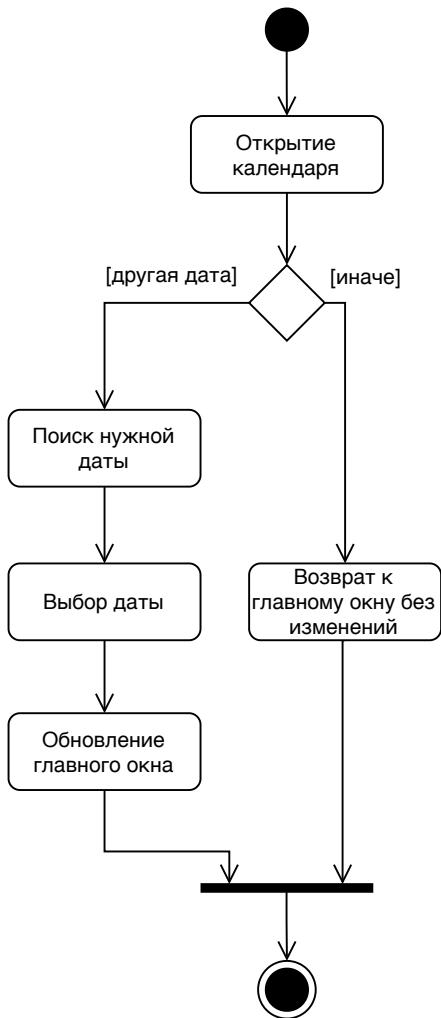 Открытие
календаря
[другая дата]
[иначе]
Поиск нужной
даты
Выбор даты
Возврат к
главному окну без
изменений
Обновление
главного окна